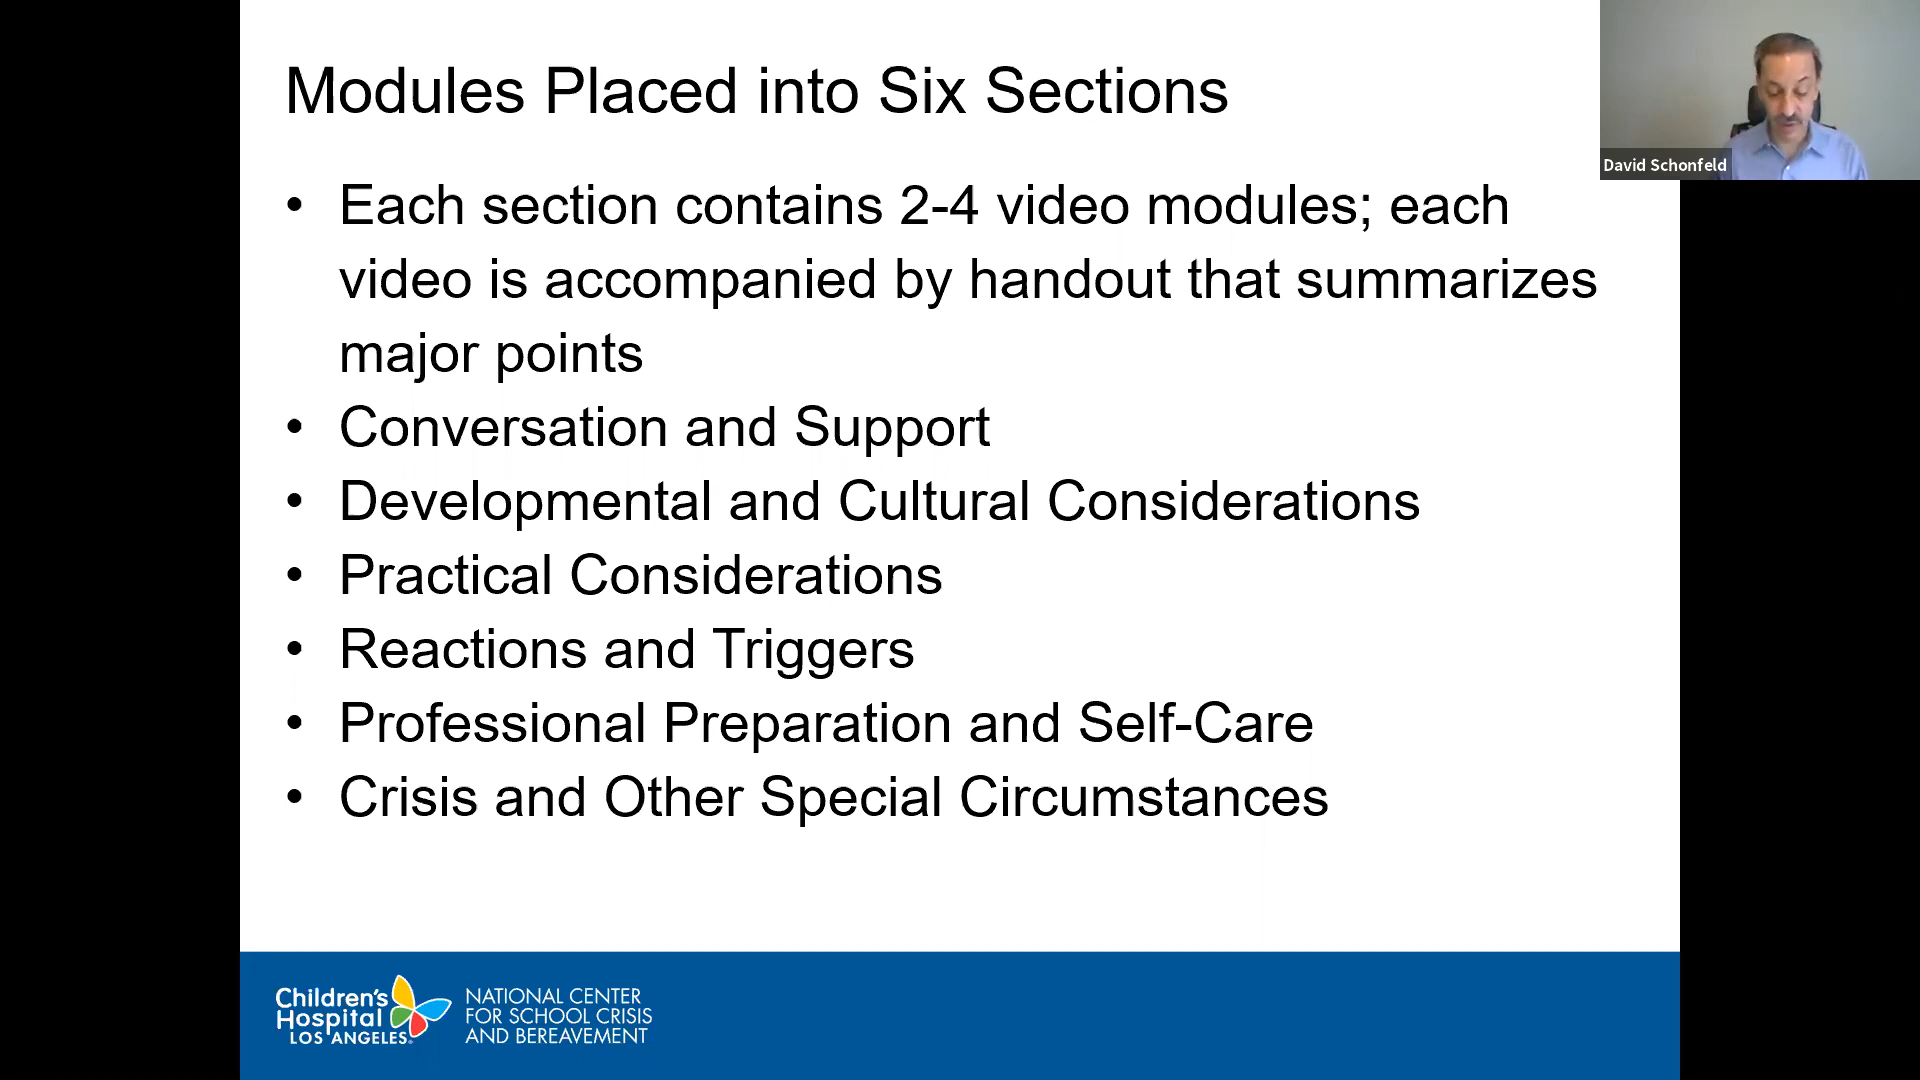 Modules Placed into Six Sections
David Schonfeld
• Each section contains 2-4 video modules; each
video is accompanied by handout that summarizes
major points
• Conversation and Support
• Developmental and Cultural Considerations
• Practical Considerations
• Reactions and Triggers
• Professional Preparation and Self-Care
• Crisis and Other Special Circumstances
Children's
Hospital
LOS ANGELES
NATIONAL CENTER
FOR SCHOOL CRISIS
AND BEREAVEMENT